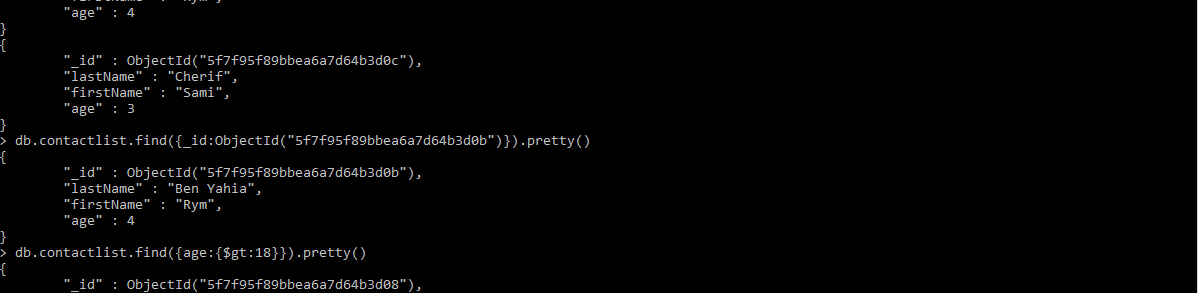 "age" : 4
}
{
"_id" : ObjectId("5f7f95f89bbea6a7d64b3d0c"),
"lastName" : "Cherif",
"firstName" : "Sami",
"age" : 3
}
> db.contactlist.find({_id:ObjectId("5f7f95f89bbea6a7d64b3d0b")}).pretty()
{
"_id" : ObjectId("5f7f95f89bbea6a7d64b3d0b"),
"lastName" : "Ben Yahia",
"firstName" : "Rym",
"age" : 4
}
> db.contactlist.find({age:{$gt:18}}).pretty()
{
"_id" : ObjectId("5f7f95f89bbea6a7d64b3d08"),